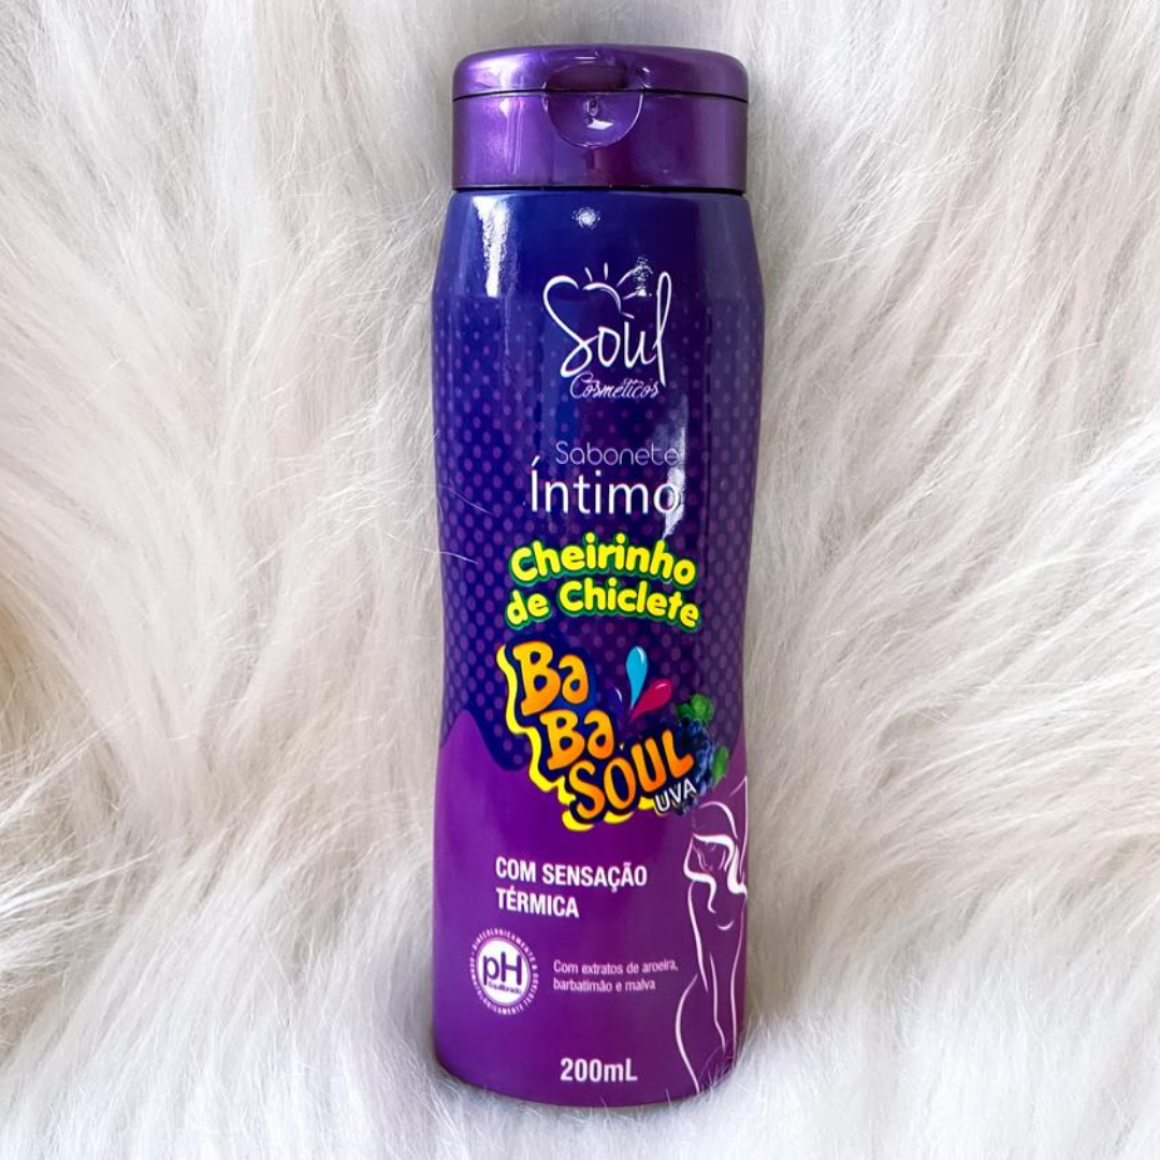 Soul
Cosméticos
Sabonete
Íntimo
Cheirinho
de Chiclete
Ba
Ba
SOUL
UVA
COM SENSAÇÃO
TÉRMICA
pH
Com extratos de aroeira,
barbatimão e malva
200mL